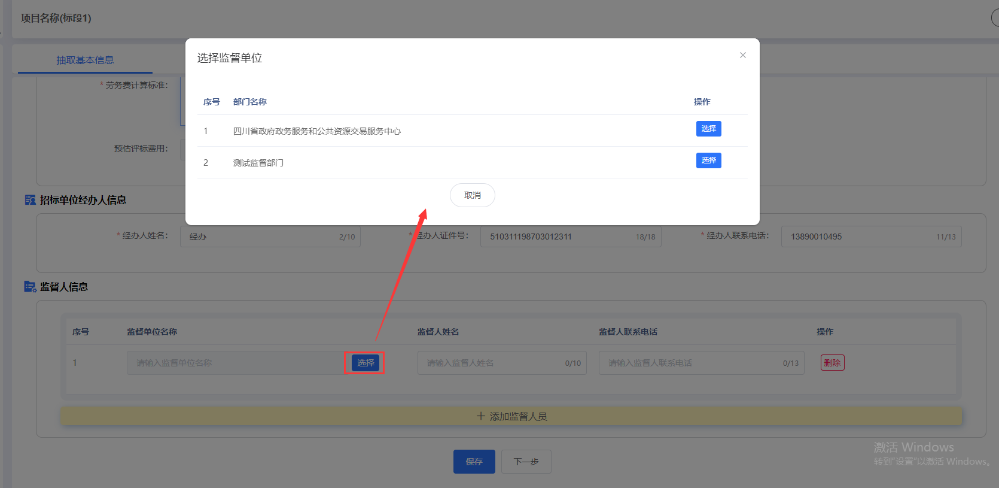 项目名称(标段1)
抽取基本信息
选择监督单位
* 劳务费计算标准:
序号 部门名称 操作
1 四川省政府政务服务和公共资源交易服务中心 选择
预估评标费用:
2 测试监督部门 选择
取消
招标单位经办人信息
* 经办人姓名: 经办 2/10 * 经办人证件号: 510311198703012311 18/18 * 经办人联系电话: 13890010495 11/13
监督人信息
序号 监督单位名称 监督人姓名 监督人联系电话 操作
1 请输入监督单位名称 选择 请输入监督人姓名 0/10 请输入监督人联系电话 0/13 删除
+ 添加监督人员
保存 下一步
激活 Windows
转到"设置"以激活 Windows。